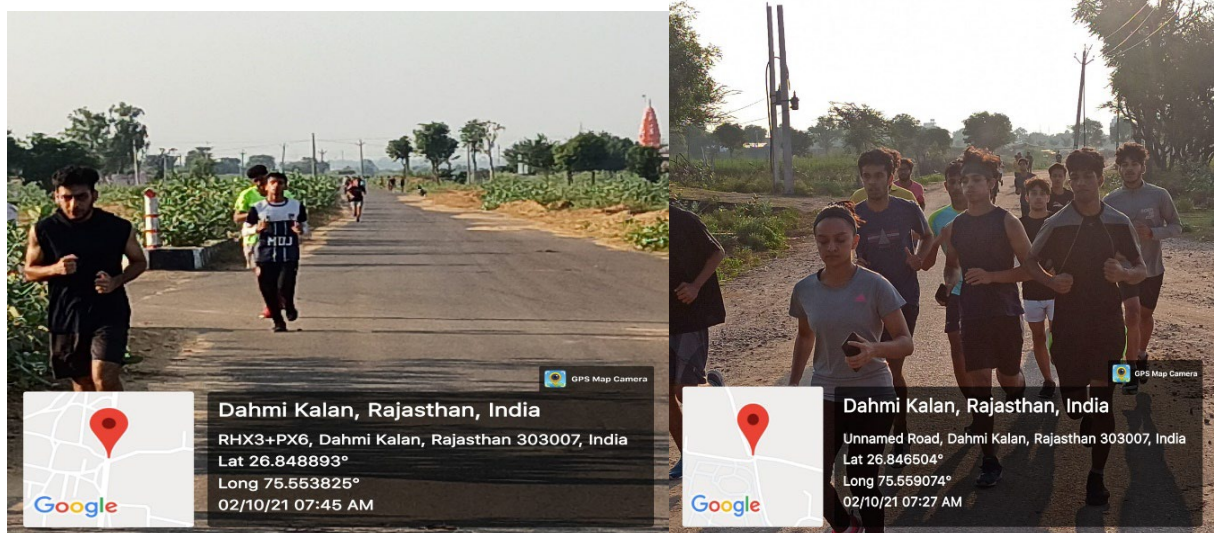 MUJ
GPS Map Camera
Dahmi Kalan, Rajasthan, India
RHX3+PX6, Dahmi Kalan, Rajasthan 303007, India
Lat 26.848893°
Long 75.553825°
02/10/21 07:45 AM
Google
GPS Map Camera
Dahmi Kalan, Rajasthan, India
Unnamed Road, Dahmi Kalan, Rajasthan 303007, India
Lat 26.846504°
Long 75.559074°
02/10/21 07:27 AM
Google